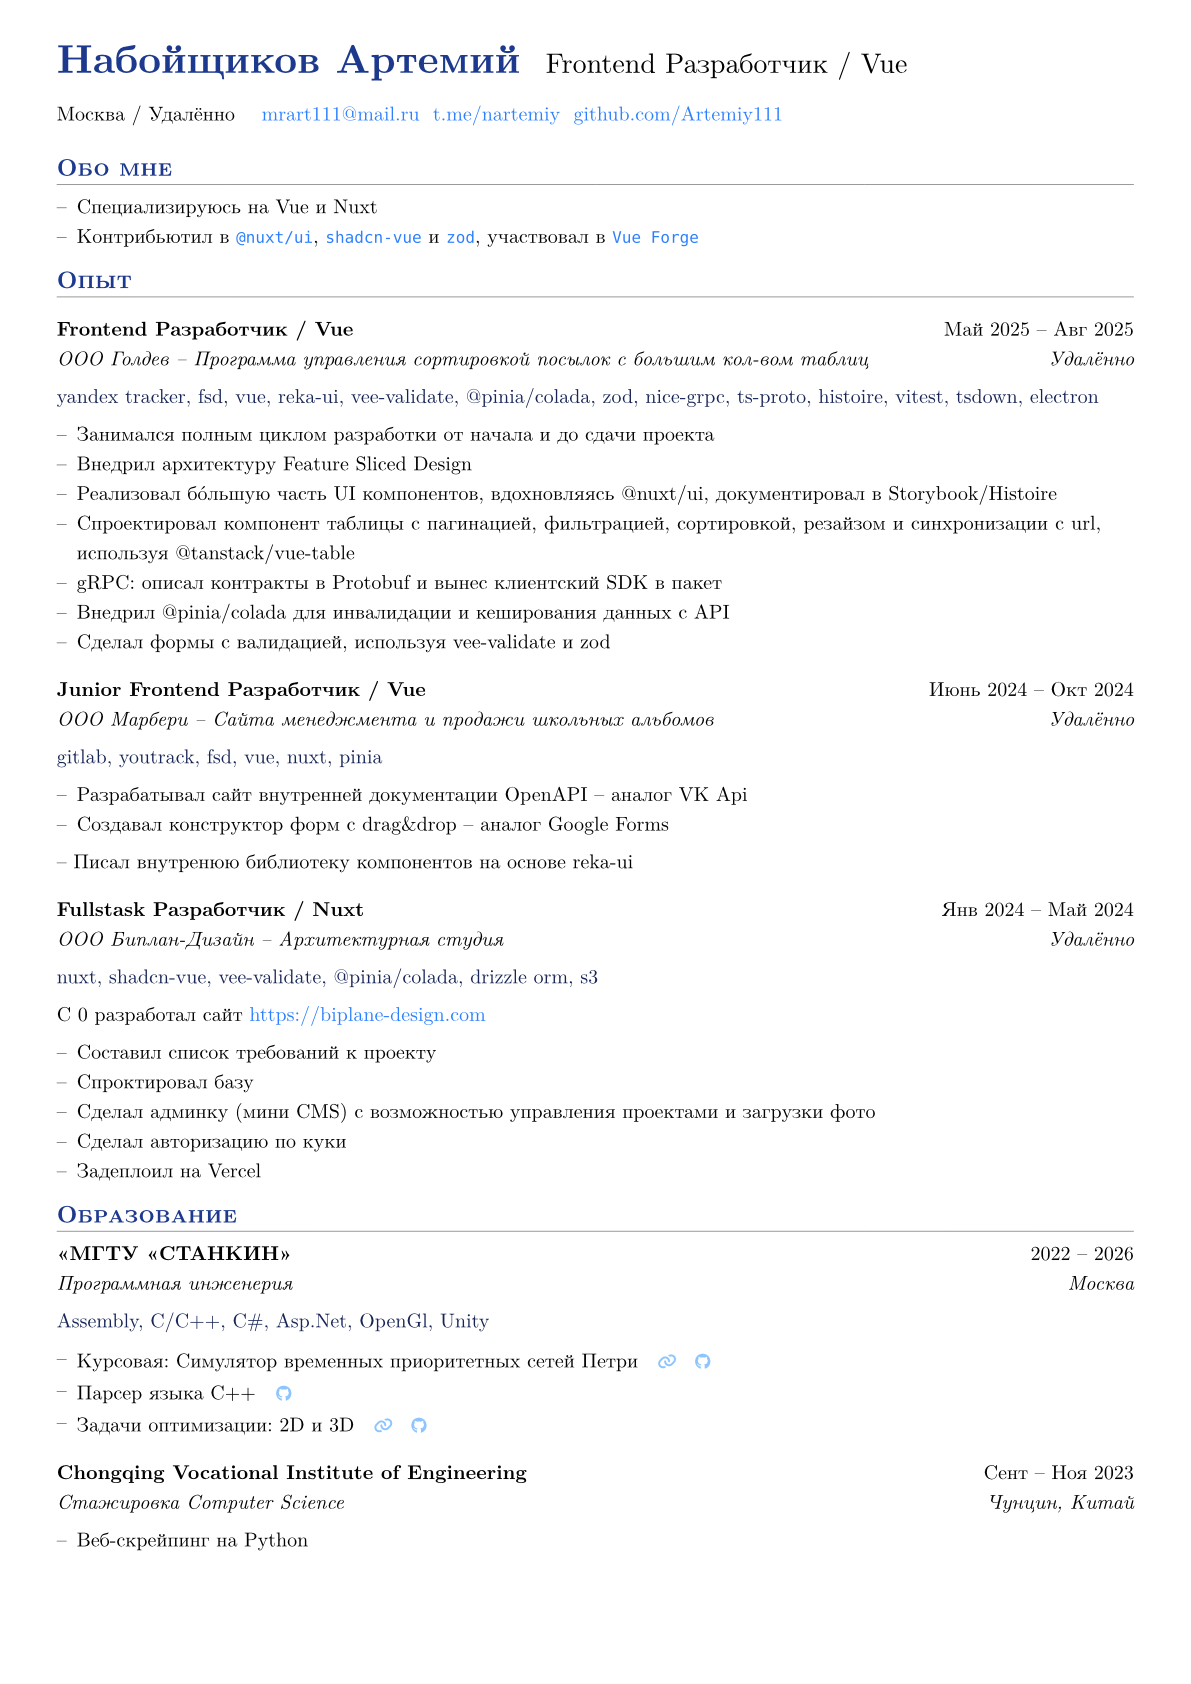 Набойщиков Артемий Frontend Разработчик / Vue
Москва / Удалённо mrart111@mail.ru t.me/nartemiy github.com/Artemiy111
Обо мне
– Специализируюсь на Vue и Nuxt
– Контрибьютил в @nuxt/ui, shadcn-vue и zod, участвовал в Vue Forge
Опыт
Frontend Разработчик / Vue Май 2025 – Авг 2025
ООО Голдев – Программа управления сортировкой посылок с большим кол-вом таблиц Удалённо
yandex tracker, fsd, vue, reka-ui, vee-validate, @pinia/colada, zod, nice-grpc, ts-proto, histoire, vitest, tsdown, electron
– Занимался полным циклом разработки от начала и до сдачи проекта
– Внедрил архитектуру Feature Sliced Design
– Реализовал бóльшую часть UI компонентов, вдохновляясь @nuxt/ui, документировал в Storybook/Histoire
– Спроектировал компонент таблицы с пагинацией, фильтрацией, сортировкой, резайзом и синхронизации с url,
используя @tanstack/vue-table
– gRPC: описал контракты в Protobuf и вынес клиентский SDK в пакет
– Внедрил @pinia/colada для инвалидации и кеширования данных с API
– Сделал формы с валидацией, используя vee-validate и zod
Junior Frontend Разработчик / Vue Июнь 2024 – Окт 2024
ООО Марбери – Сайта менеджмента и продажи школьных альбомов Удалённо
gitlab, youtrack, fsd, vue, nuxt, pinia
– Разрабатывал сайт внутренней документации OpenAPI – аналог VK Api
– Создавал конструктор форм с drag&drop – аналог Google Forms
– Писал внутренюю библиотеку компонентов на основе reka-ui
Fullstask Разработчик / Nuxt Янв 2024 – Май 2024
ООО Биплан-Дизайн – Архитектурная студия Удалённо
nuxt, shadcn-vue, vee-validate, @pinia/colada, drizzle orm, s3
С 0 разработал сайт https://biplane-design.com
– Составил список требований к проекту
– Спроктировал базу
– Сделал админку (мини CMS) с возможностью управления проектами и загрузки фото
– Сделал авторизацию по куки
– Задеплоил на Vercel
Образование
«МГТУ «СТАНКИН» 2022 – 2026
Программная инженерия Москва
Assembly, C/C++, C#, Asp.Net, OpenGl, Unity
– Курсовая: Симулятор временных приоритетных сетей Петри
– Парсер языка C++
– Задачи оптимизации: 2D и 3D
Chongqing Vocational Institute of Engineering Сент – Ноя 2023
Стажировка Computer Science Чунцин, Китай
– Веб-скрейпинг на Python